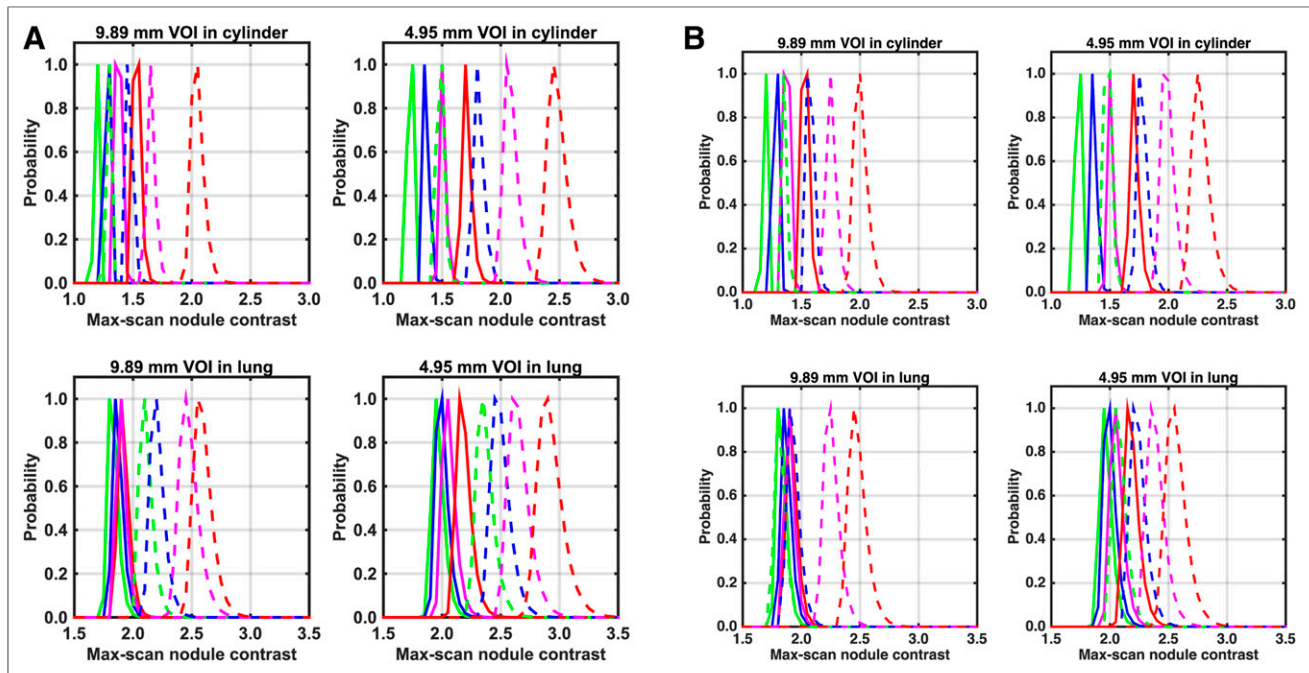 A
9.89 mm VOI in cylinder
1.0
0.8
0.6
0.4
0.2
0.0
Probability
1.0 1.5 2.0 2.5 3.0
Max-scan nodule contrast
4.95 mm VOI in cylinder
1.0
0.8
0.6
0.4
0.2
0.0
Probability
1.0 1.5 2.0 2.5 3.0
Max-scan nodule contrast
9.89 mm VOI in lung
1.0
0.8
0.6
0.4
0.2
0.0
Probability
1.5 2.0 2.5 3.0 3.5
Max-scan nodule contrast
4.95 mm VOI in lung
1.0
0.8
0.6
0.4
0.2
0.0
Probability
1.5 2.0 2.5 3.0 3.5
Max-scan nodule contrast
B
9.89 mm VOI in cylinder
1.0
0.8
0.6
0.4
0.2
0.0
Probability
1.0 1.5 2.0 2.5 3.0
Max-scan nodule contrast
4.95 mm VOI in cylinder
1.0
0.8
0.6
0.4
0.2
0.0
Probability
1.0 1.5 2.0 2.5 3.0
Max-scan nodule contrast
9.89 mm VOI in lung
1.0
0.8
0.6
0.4
0.2
0.0
Probability
1.5 2.0 2.5 3.0 3.5
Max-scan nodule contrast
4.95 mm VOI in lung
1.0
0.8
0.6
0.4
0.2
0.0
Probability
1.5 2.0 2.5 3.0 3.5
Max-scan nodule contrast